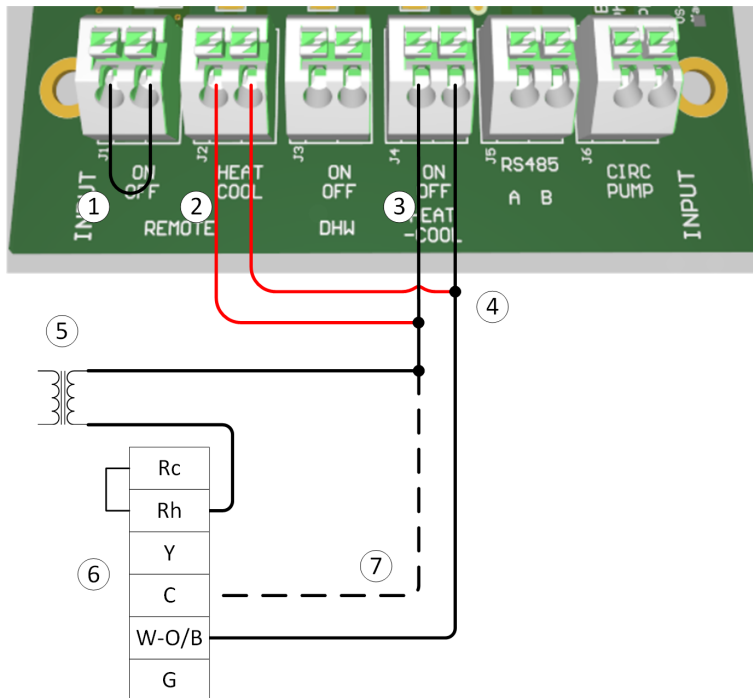 J1
J2
J3
J4
J5
J6
INPUT
ON
OFF
HEAT
COOL
REMOTE
ON
OFF
DHW
ON
OFF
HEAT
-COOL
RS485
A B
CIRC
PUMP
INPUT
1
2
3
4
5
6
7
Rc
Rh
Y
C
W-O/B
G